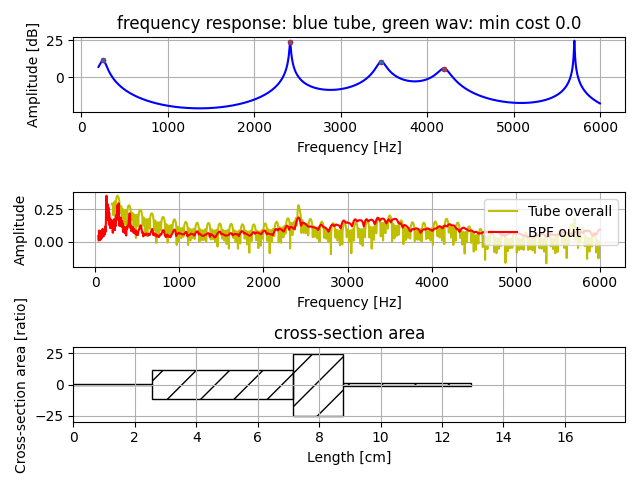 frequency response: blue tube, green wav: min cost 0.0
Amplitude [dB]
25
0
0 1000 2000 3000 4000 5000 6000
Frequency [Hz]
Amplitude
0.25
0.00
Tube overall
BPF out
0 1000 2000 3000 4000 5000 6000
Frequency [Hz]
cross-section area
Cross-section area [ratio]
25
0
−25
0 2 4 6 8 10 12 14 16
Length [cm]